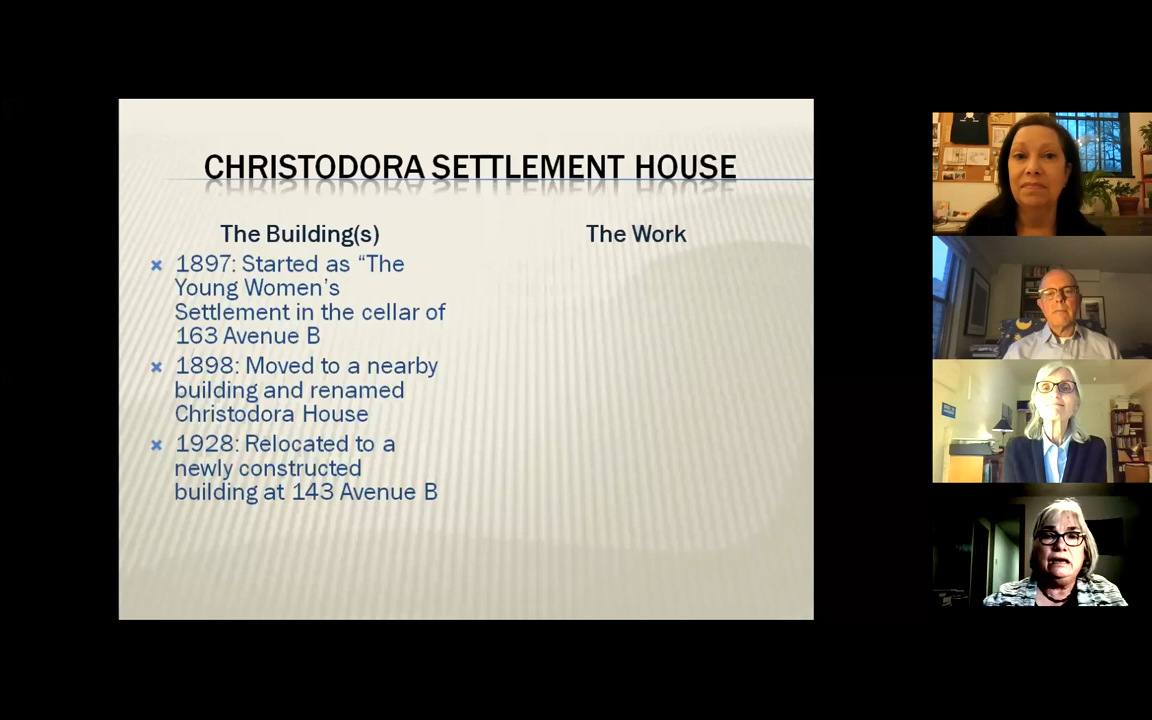 CHRISTODORA SETTLEMENT HOUSE
The Building(s)
1897: Started as “The
Young Women’s
Settlement in the cellar of
163 Avenue B
1898: Moved to a nearby
building and renamed
Christodora House
1928: Relocated to a
newly constructed
building at 143 Avenue B
The Work